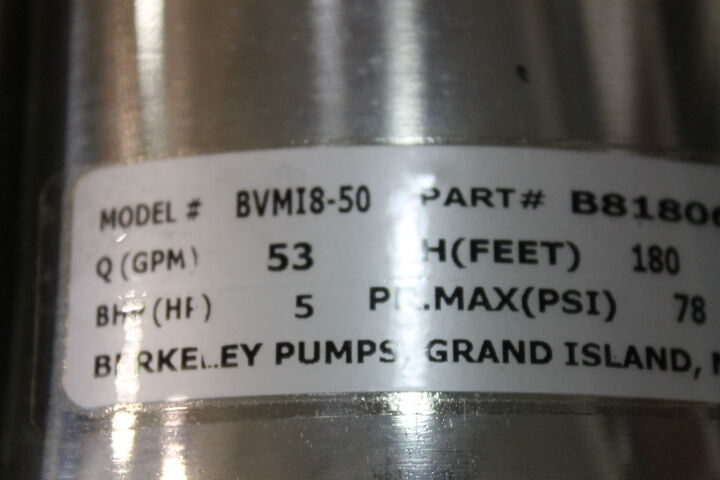 MODEL # BVMI8-50 PART# B8180
Q (GPM) 53 H(FEET) 180
BHP (HP) 5 PR.MAX(PSI) 78
BERKELEY PUMPS, GRAND ISLAND,